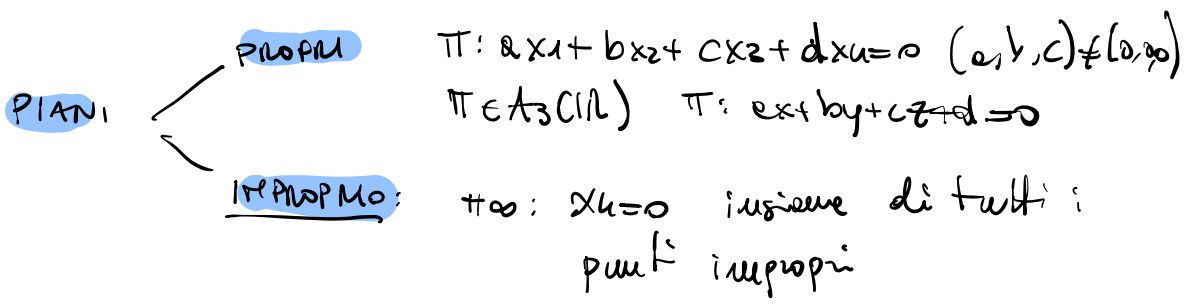 PROPRI π: ax1 + bx2 + cx3 + dx4 = 0 (a, b, c) ≠ (0,0,0)
PIANI π ∈ A3(ℝ) π: ax + by + cz + d = 0
IMPROPRIO: π∞: x4 = 0 insieme di tutti i
punti impropri